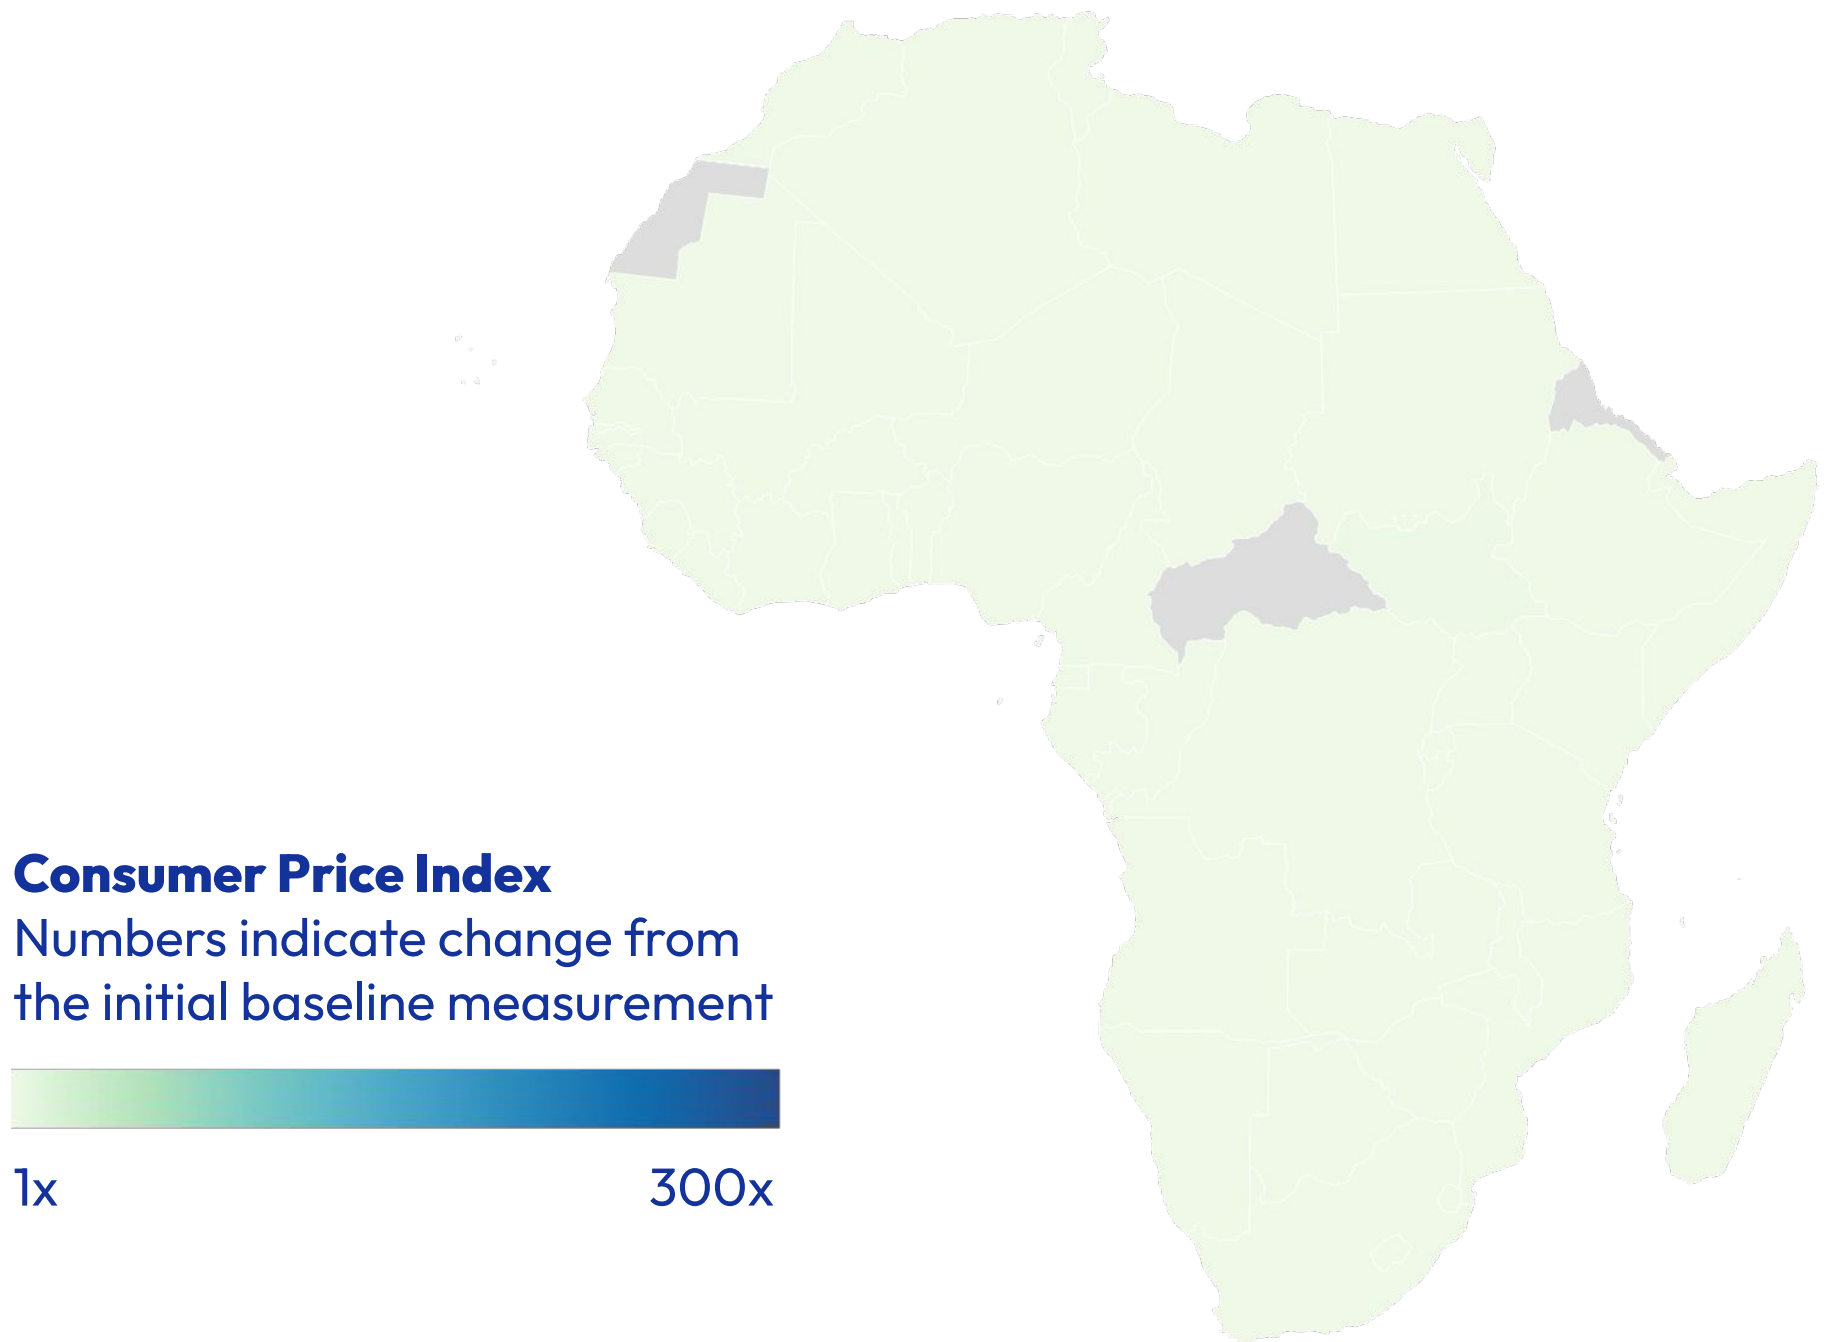 Consumer Price Index
Numbers indicate change from
the initial baseline measurement
1x 300x